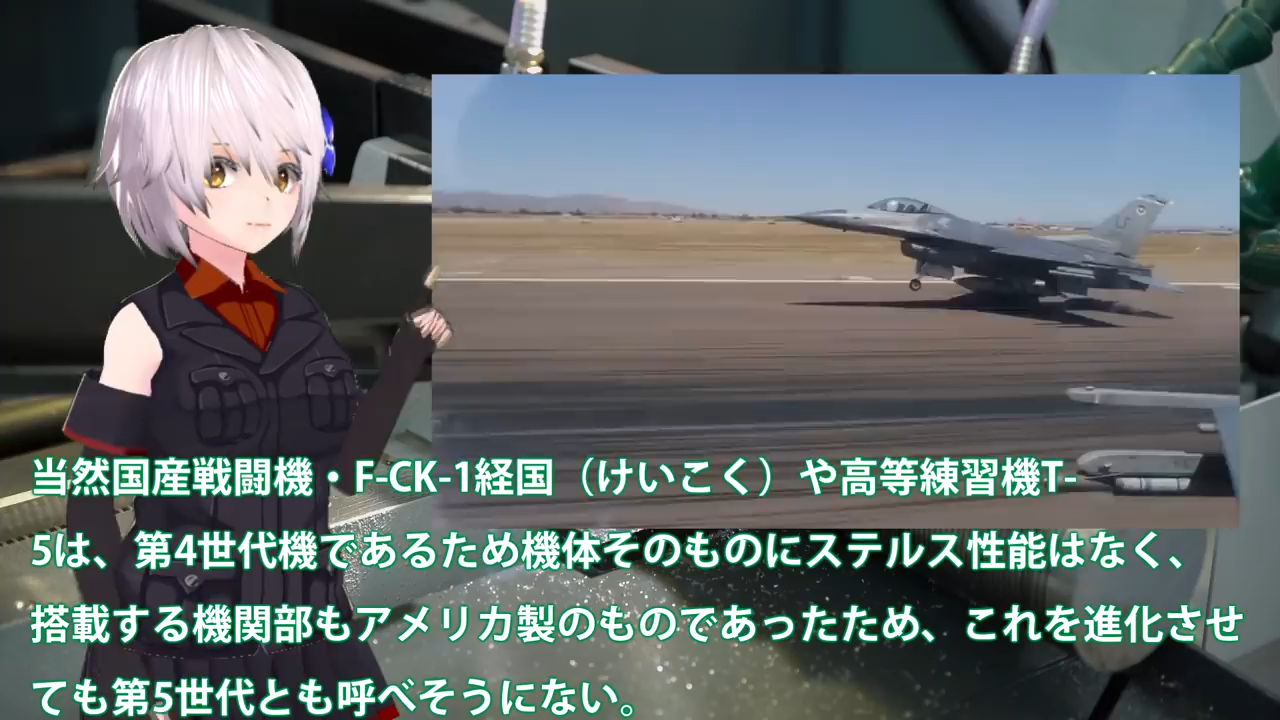 当然国産戦闘機・F-CK-1経国（けいこく）や高等練習機T-
5は、第4世代機であるため機体そのものにステルス性能はなく、
搭載する機関部もアメリカ製のものであったため、これを進化させ
ても第5世代とも呼べそうにない。